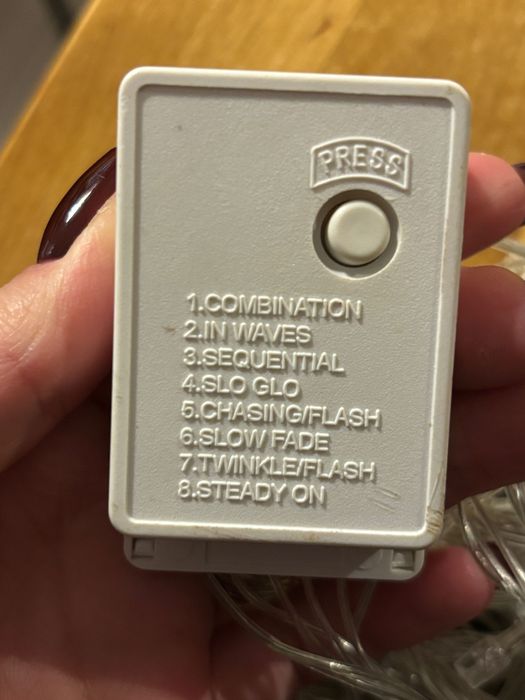 PRESS
1.COMBINATION
2.IN WAVES
3.SEQUENTIAL
4.SLO GLO
5.CHASING/FLASH
6.SLOW FADE
7.TWINKLE/FLASH
8.STEADY ON